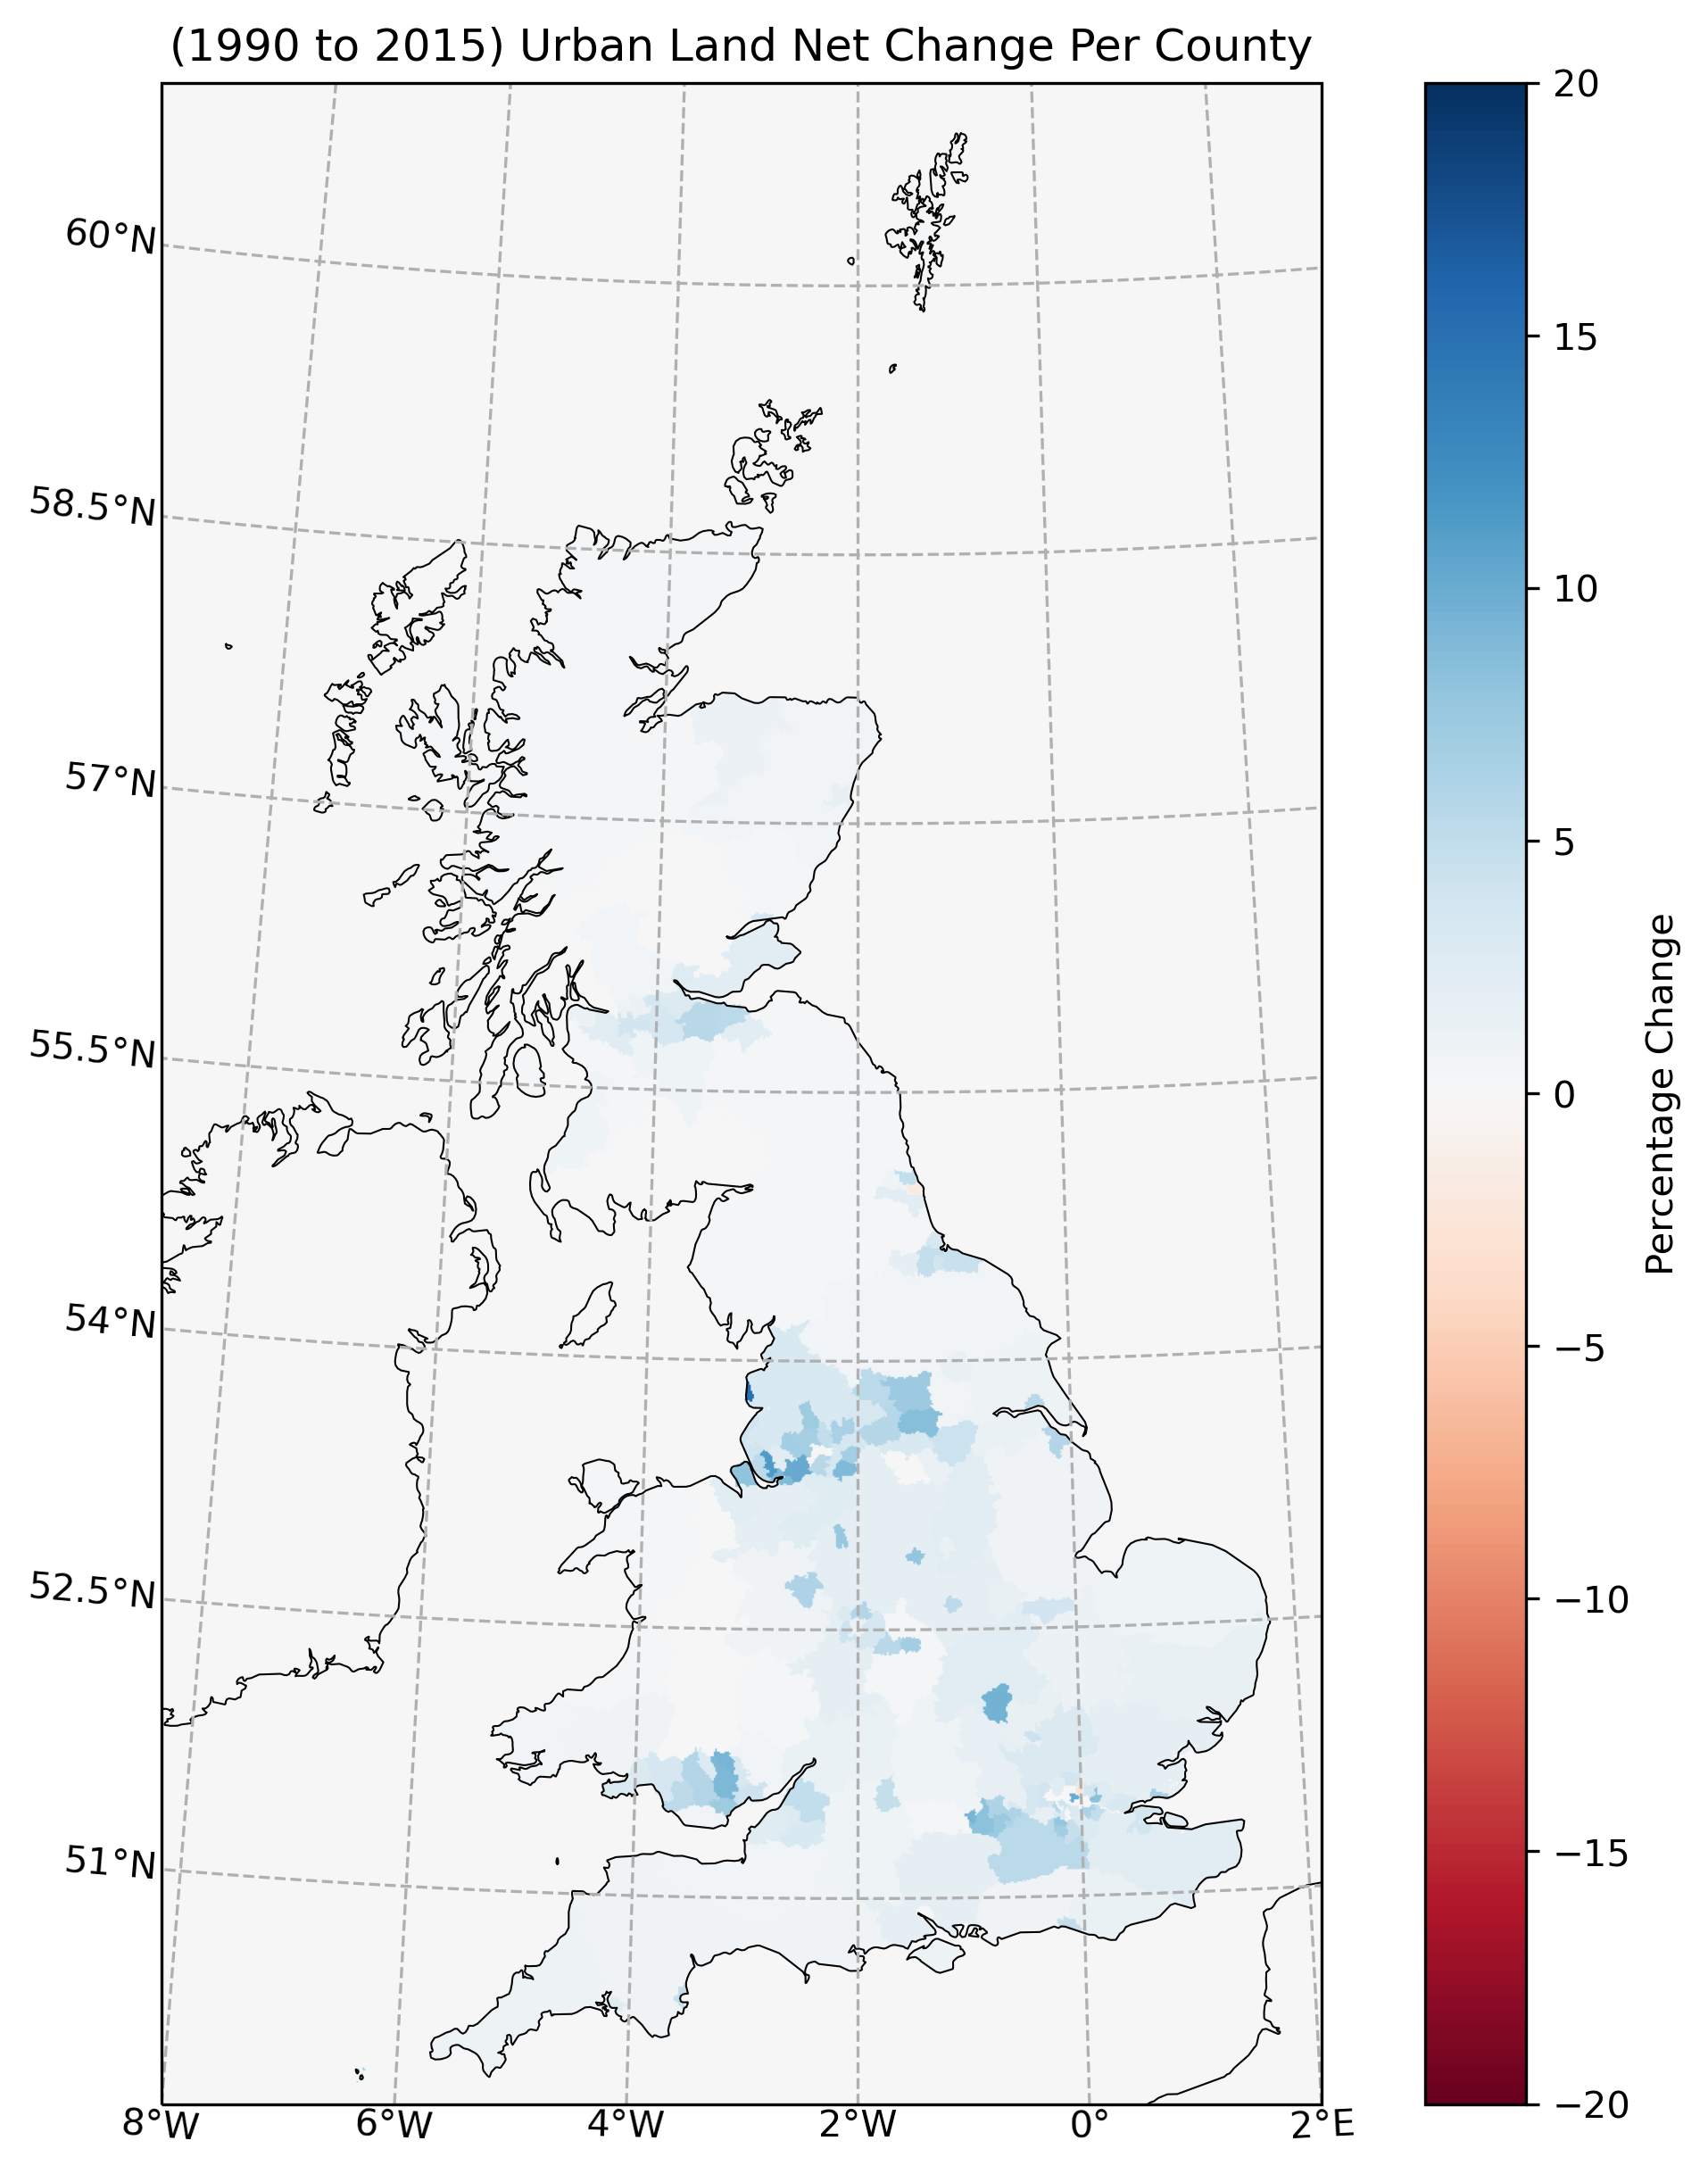 (1990 to 2015) Urban Land Net Change Per County
60°N
58.5°N
57°N
55.5°N
54°N
52.5°N
51°N
8°W 6°W 4°W 2°W 0° 2°E
20
15
10
5
0
−5
−10
−15
−20
Percentage Change